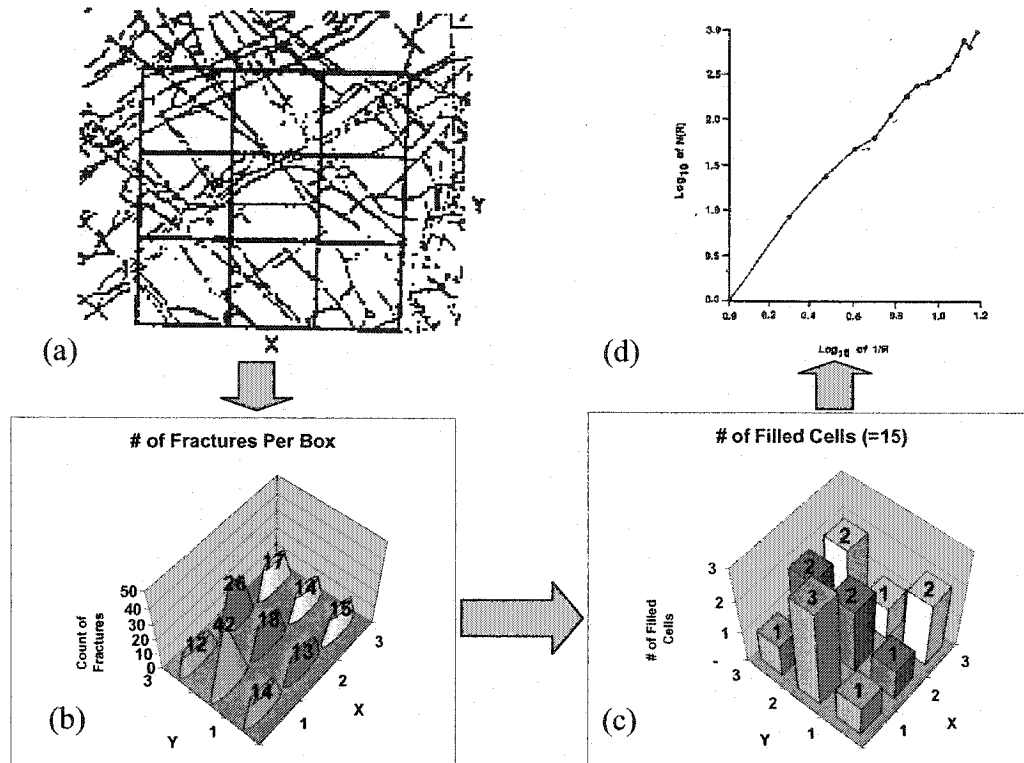 Y
X
(a)
3.0
2.5
2.0
1.5
1.0
0.5
0.0
Log10 of N(R)
0.0 0.2 0.4 0.6 0.8 1.0 1.2
Log10 of 1/R
(d)
# of Fractures Per Box
50
40
30
20
10
0
Count of
Fractures
17
26
14
15
42
18
12
13
14
3
2
1
Y
1
2
3
X
(b)
# of Filled Cells (=15)
3
2
1
-
# of Filled
Cells
2
2
1
2
3
2
1
1
1
3
2
1
Y
1
2
3
X
(c)